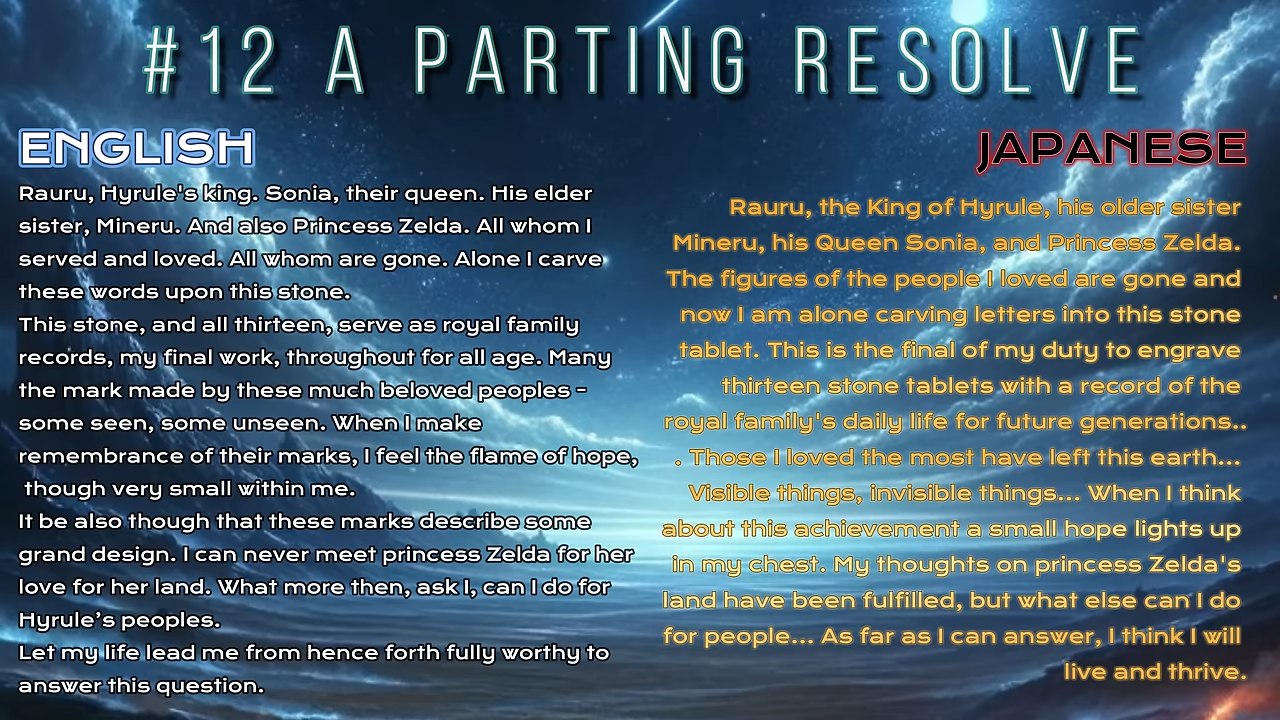 #12 A PARTING RESOLVE
ENGLISH
Rauru, Hyrule's king. Sonia, their queen. His elder
sister, Mineru. And also Princess Zelda. All whom I
served and loved. All whom are gone. Alone I carve
these words upon this stone.
This stone, and all thirteen, serve as royal family
records, my final work, throughout for all age. Many
the mark made by these much beloved peoples -
some seen, some unseen. When I make
remembrance of their marks, I feel the flame of hope,
though very small within me.
It be also though that these marks describe some
grand design. I can never meet princess Zelda for her
love for her land. What more then, ask I, can I do for
Hyrule’s peoples.
Let my life lead me from hence forth fully worthy to
answer this question.
JAPANESE
Rauru, the King of Hyrule, his older sister
Mineru, his Queen Sonia, and Princess Zelda.
The figures of the people I loved are gone and
now I am alone carving letters into this stone
tablet. This is the final of my duty to engrave
thirteen stone tablets with a record of the
royal family's daily life for future generations..
. Those I loved the most have left this earth...
Visible things, invisible things... When I think
about this achievement a small hope lights up
in my chest. My thoughts on princess Zelda's
land have been fulfilled, but what else can I do
for people... As far as I can answer, I think I will
live and thrive.